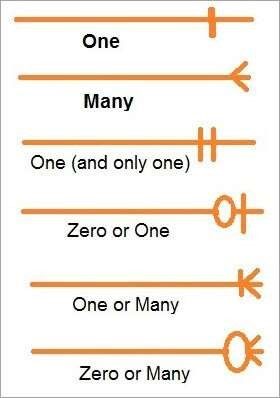 One
Many
One (and only one)
Zero or One
One or Many
Zero or Many